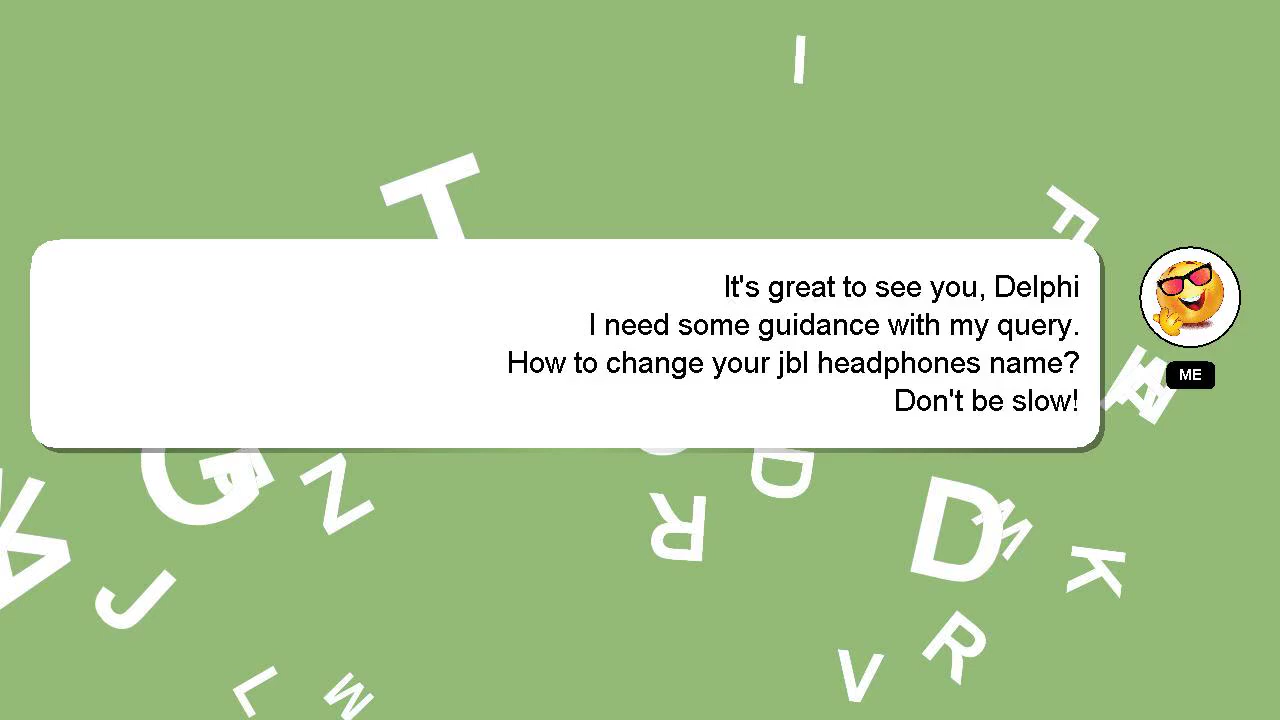 It's great to see you, Delphi
I need some guidance with my query.
How to change your jbl headphones name?
Don't be slow!
ME
I
T
F
G
N
D
R
D
M
K
J
R
V
L
M